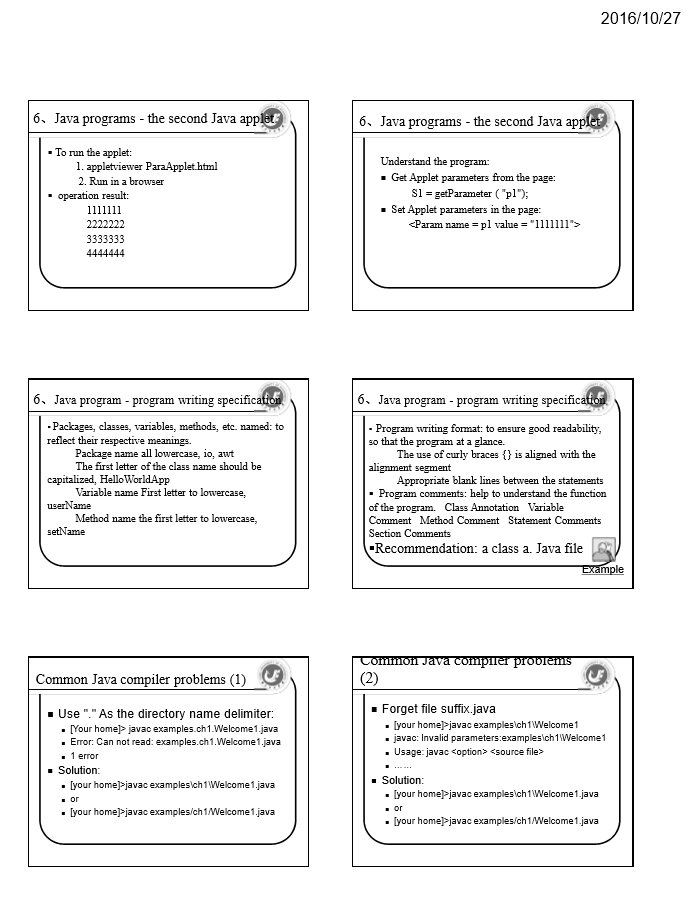 2016/10/27
6、Java programs - the second Java applet
▪ To run the applet:
1. appletviewer ParaApplet.html
2. Run in a browser
▪ operation result:
1111111
2222222
3333333
4444444
6、Java programs - the second Java applet
Understand the program:
▪ Get Applet parameters from the page:
S1 = getParameter ( "p1");
▪ Set Applet parameters in the page:
<Param name = p1 value = "1111111">
6、Java program - program writing specification
▪ Packages, classes, variables, methods, etc. named: to
reflect their respective meanings.
Package name all lowercase, io, awt
The first letter of the class name should be
capitalized, HelloWorldApp
Variable name First letter to lowercase,
userName
Method name the first letter to lowercase,
setName
6、Java program - program writing specification
▪ Program writing format: to ensure good readability,
so that the program at a glance.
The use of curly braces {} is aligned with the
alignment segment
Appropriate blank lines between the statements
▪ Program comments: help to understand the function
of the program. Class Annotation Variable
Comment Method Comment Statement Comments
Section Comments
▪Recommendation: a class a. Java file
Example
Common Java compiler problems (1)
▪ Use "." As the directory name delimiter:
▪ [Your home]> javac examples.ch1.Welcome1.java
▪ Error: Can not read: examples.ch1.Welcome1.java
▪ 1 error
▪ Solution:
▪ [your home]>javac examples\ch1\Welcome1.java
▪ or
▪ [your home]>javac examples/ch1/Welcome1.java
Common Java compiler problems
(2)
▪ Forget file suffix.java
▪ [your home]>javac examples\ch1\Welcome1
▪ javac: Invalid parameters:examples\ch1\Welcome1
▪ Usage: javac <option> <source file>
▪ ……
▪ Solution:
▪ [your home]>javac examples\ch1\Welcome1.java
▪ or
▪ [your home]>javac examples/ch1/Welcome1.java